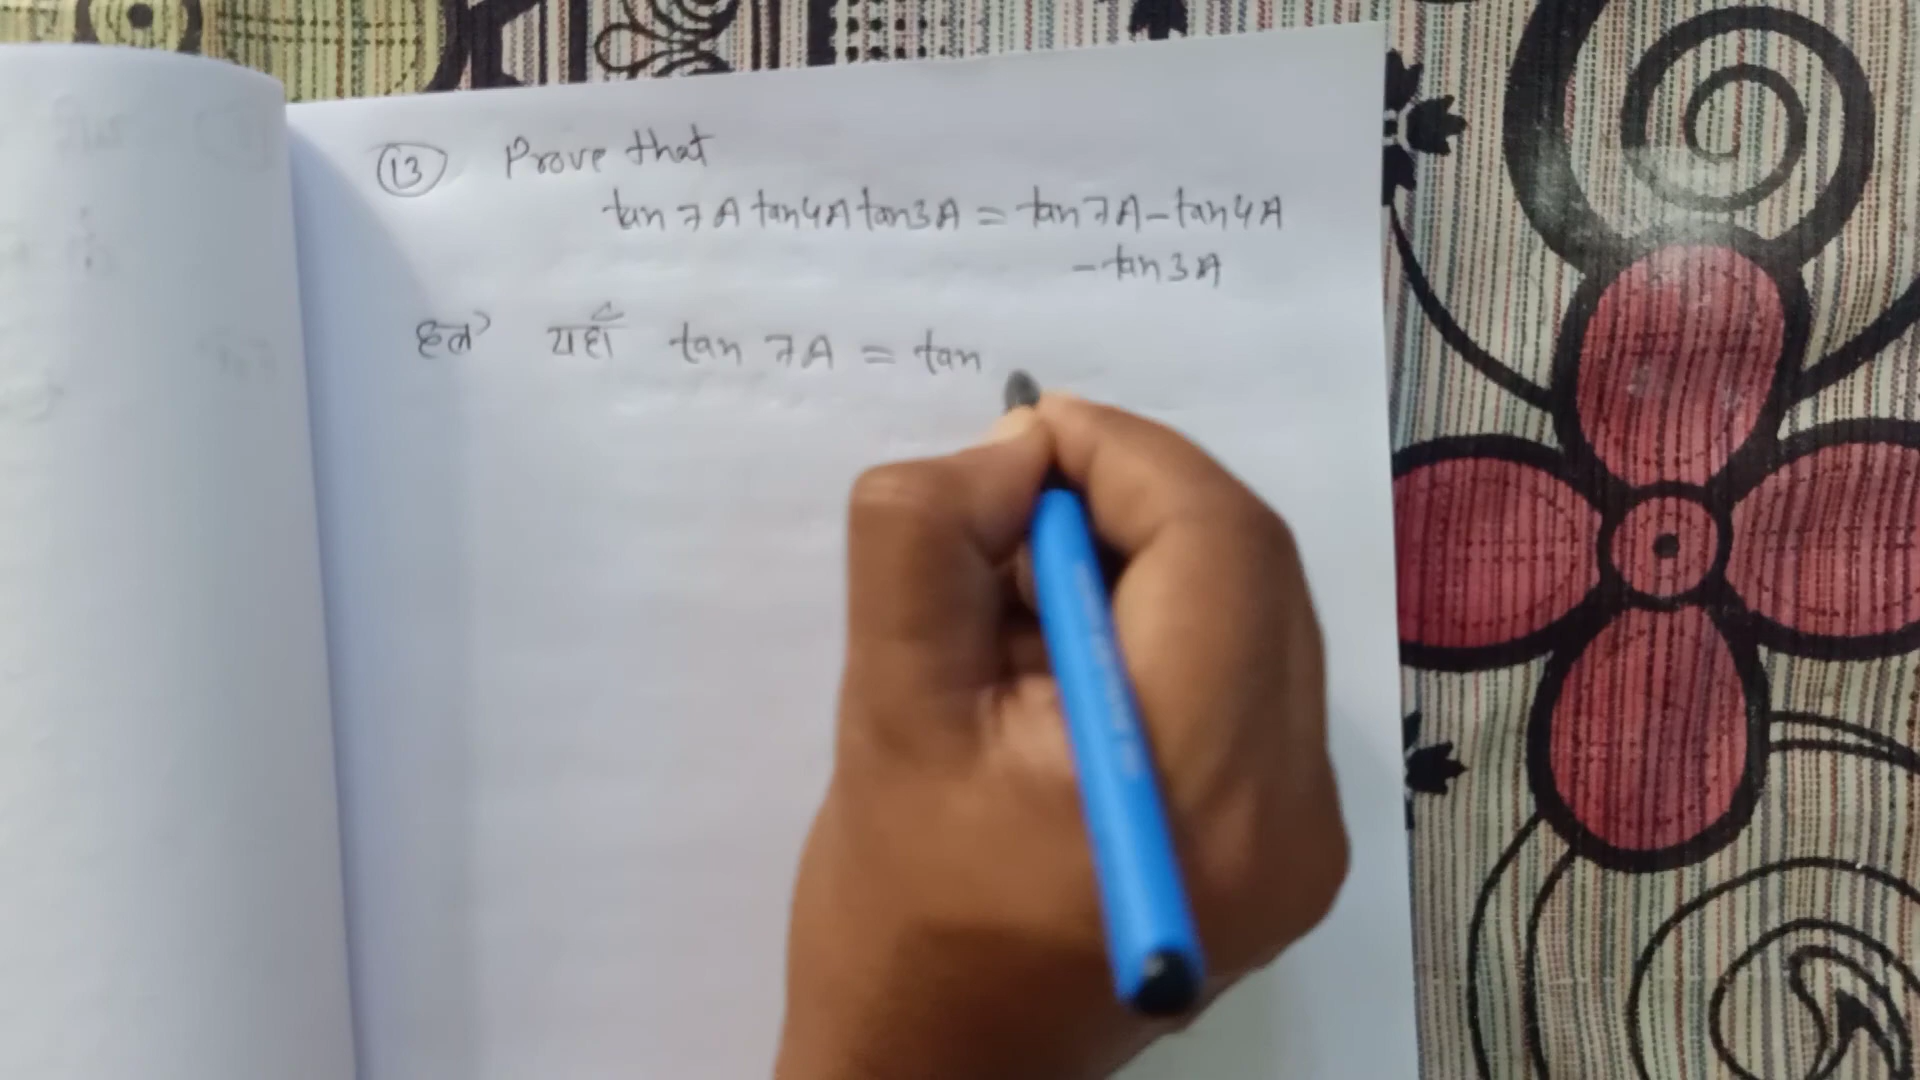 13 Prove that
tan 7A tan4A tan3A = tan7A - tan4A
- tan3A
हल यहाँ tan 7A = tan